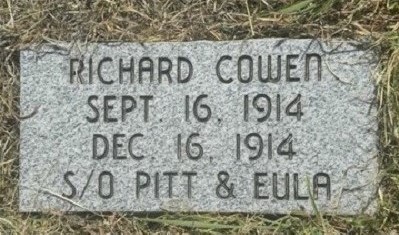 RICHARD COWEN
SEPT. 16, 1914
DEC. 16, 1914
S/O PITT & EULA